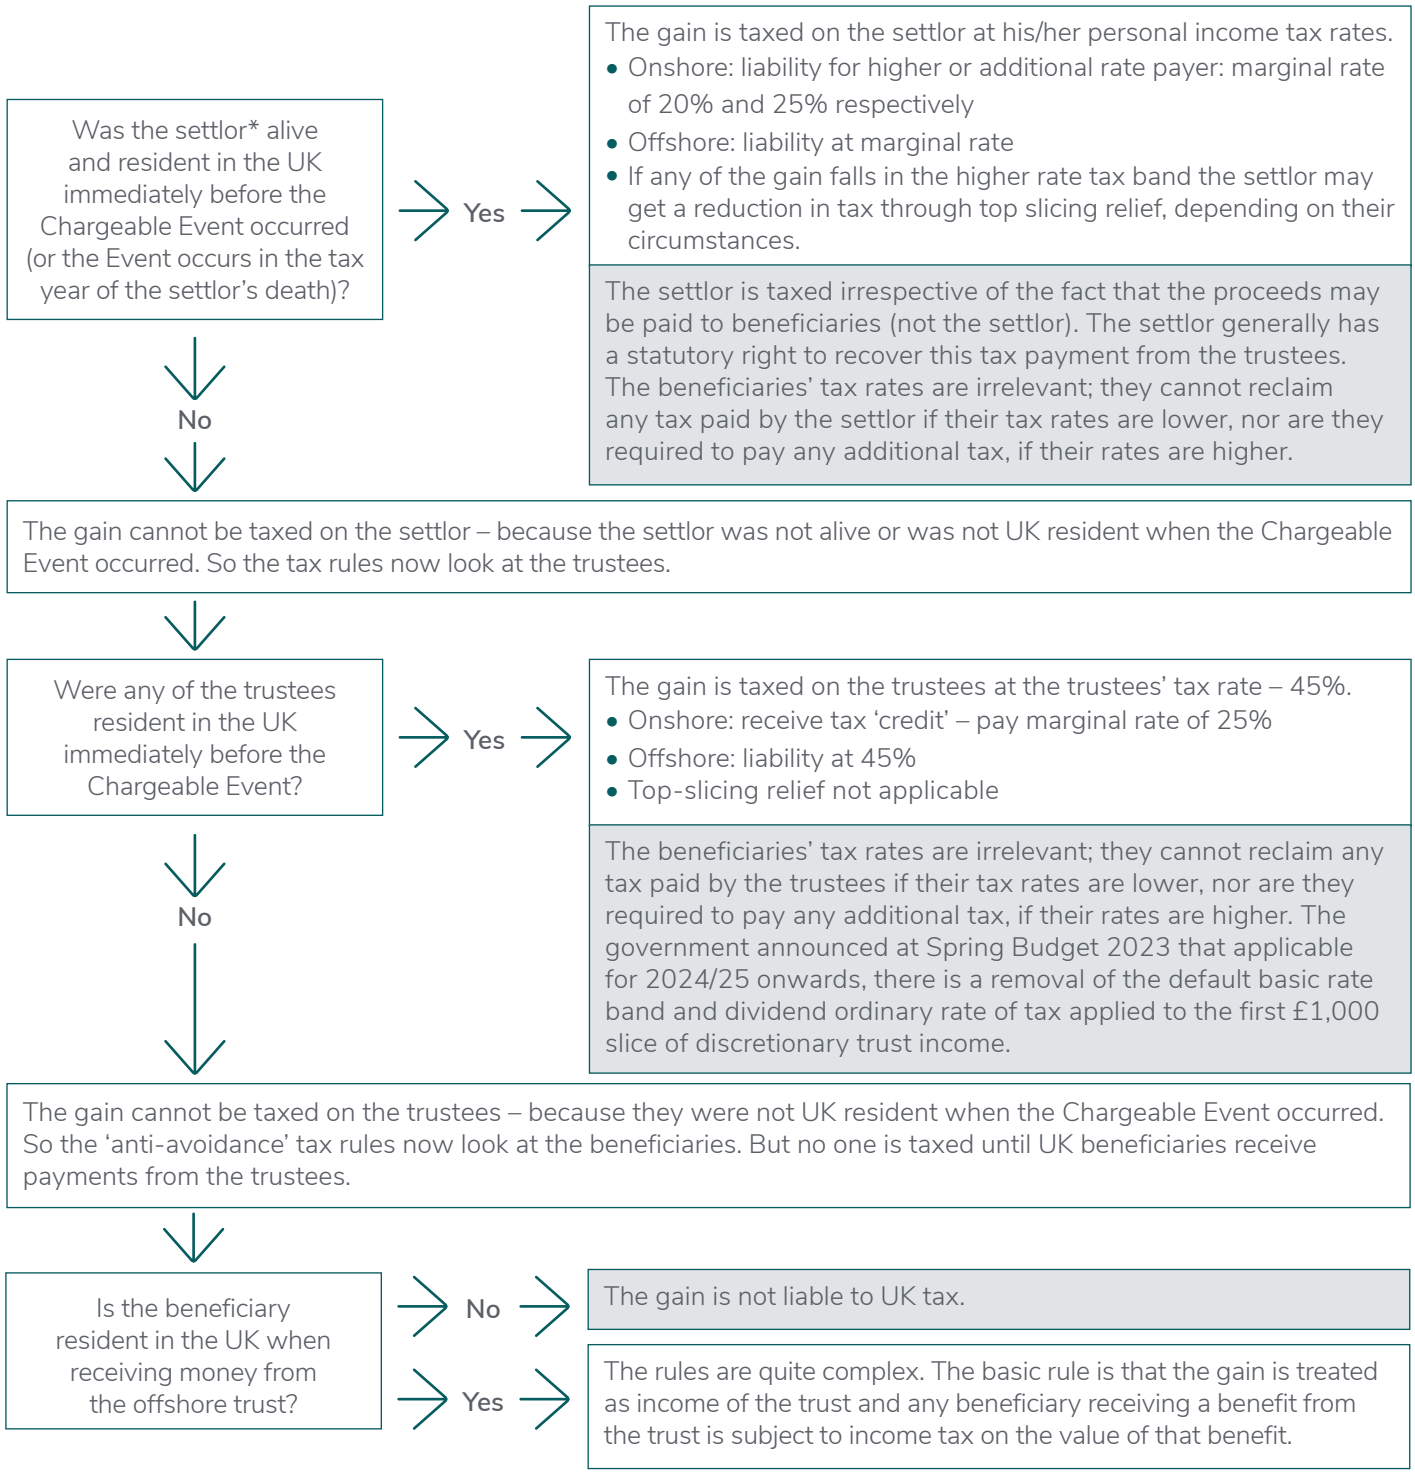 Was the settlor* alive
and resident in the UK
immediately before the
Chargeable Event occurred
(or the Event occurs in the tax
year of the settlor’s death)?
Yes
The gain is taxed on the settlor at his/her personal income tax rates.
• Onshore: liability for higher or additional rate payer: marginal rate
of 20% and 25% respectively
• Offshore: liability at marginal rate
• If any of the gain falls in the higher rate tax band the settlor may
get a reduction in tax through top slicing relief, depending on their
circumstances.
The settlor is taxed irrespective of the fact that the proceeds may
be paid to beneficiaries (not the settlor). The settlor generally has
a statutory right to recover this tax payment from the trustees.
The beneficiaries’ tax rates are irrelevant; they cannot reclaim
any tax paid by the settlor if their tax rates are lower, nor are they
required to pay any additional tax, if their rates are higher.
No
The gain cannot be taxed on the settlor – because the settlor was not alive or was not UK resident when the Chargeable
Event occurred. So the tax rules now look at the trustees.
Were any of the trustees
resident in the UK
immediately before the
Chargeable Event?
Yes
The gain is taxed on the trustees at the trustees’ tax rate – 45%.
• Onshore: receive tax ‘credit’ – pay marginal rate of 25%
• Offshore: liability at 45%
• Top-slicing relief not applicable
The beneficiaries’ tax rates are irrelevant; they cannot reclaim any
tax paid by the trustees if their tax rates are lower, nor are they
required to pay any additional tax, if their rates are higher. The
government announced at Spring Budget 2023 that applicable
for 2024/25 onwards, there is a removal of the default basic rate
band and dividend ordinary rate of tax applied to the first £1,000
slice of discretionary trust income.
No
The gain cannot be taxed on the trustees – because they were not UK resident when the Chargeable Event occurred.
So the ‘anti-avoidance’ tax rules now look at the beneficiaries. But no one is taxed until UK beneficiaries receive
payments from the trustees.
Is the beneficiary
resident in the UK when
receiving money from
the offshore trust?
No
The gain is not liable to UK tax.
Yes
The rules are quite complex. The basic rule is that the gain is treated
as income of the trust and any beneficiary receiving a benefit from
the trust is subject to income tax on the value of that benefit.